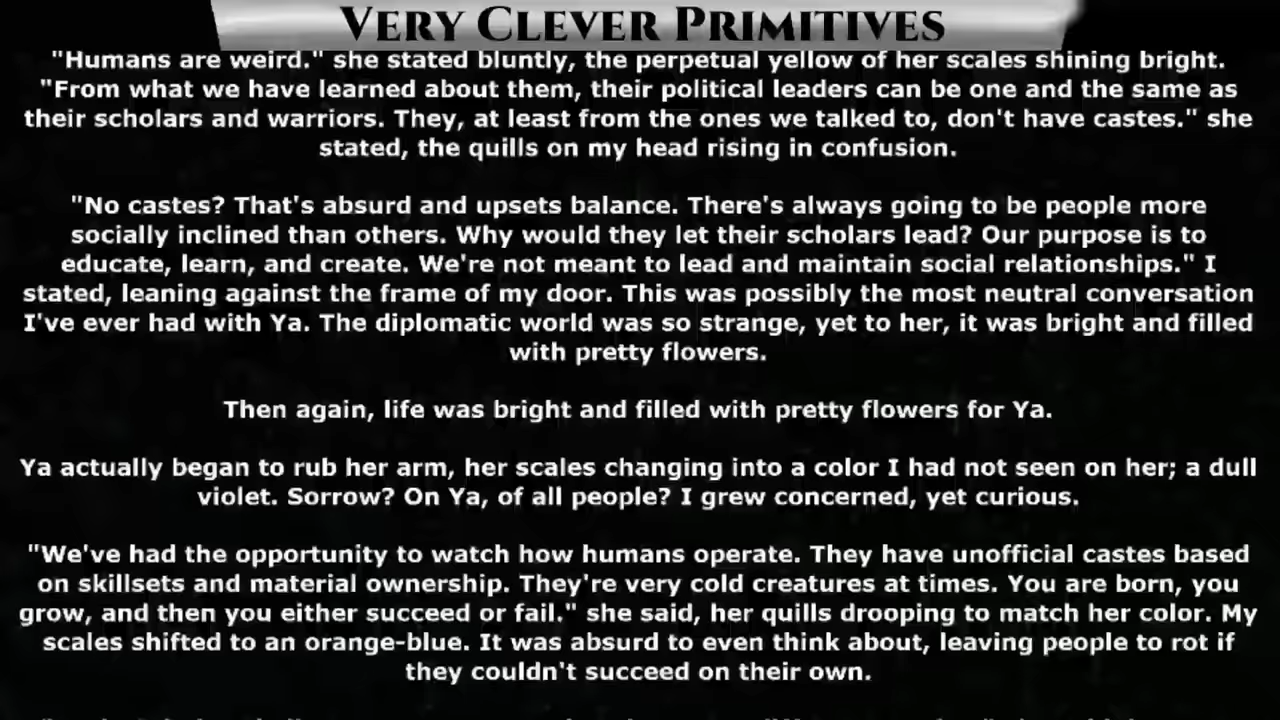 VERY CLEVER PRIMITIVES
"Humans are weird." she stated bluntly, the perpetual yellow of her scales shining bright.
"From what we have learned about them, their political leaders can be one and the same as
their scholars and warriors. They, at least from the ones we talked to, don't have castes." she
stated, the quills on my head rising in confusion.
"No castes? That's absurd and upsets balance. There's always going to be people more
socially inclined than others. Why would they let their scholars lead? Our purpose is to
educate, learn, and create. We're not meant to lead and maintain social relationships." I
stated, leaning against the frame of my door. This was possibly the most neutral conversation
I've ever had with Ya. The diplomatic world was so strange, yet to her, it was bright and filled
with pretty flowers.
Then again, life was bright and filled with pretty flowers for Ya.
Ya actually began to rub her arm, her scales changing into a color I had not seen on her; a dull
violet. Sorrow? On Ya, of all people? I grew concerned, yet curious.
"We've had the opportunity to watch how humans operate. They have unofficial castes based
on skillsets and material ownership. They're very cold creatures at times. You are born, you
grow, and then you either succeed or fail." she said, her quills drooping to match her color. My
scales shifted to an orange-blue. It was absurd to even think about, leaving people to rot if
they couldn't succeed on their own.